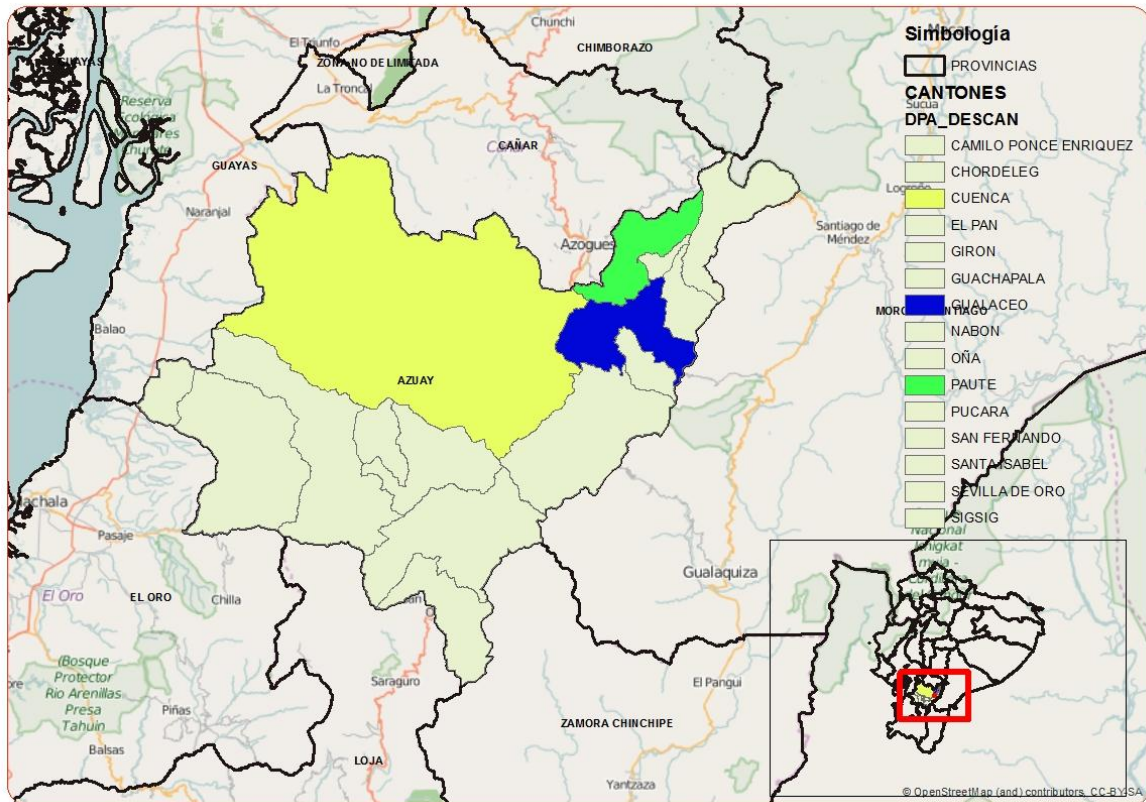 Simbología
PROVINCIAS
CANTONES
DPA_DESCAN
CAMILO PONCE ENRIQUEZ
CHORDELEG
CUENCA
EL PAN
GIRON
GUACHAPALA
GUALACEO
NABON
OÑA
PAUTE
PUCARA
SAN FERNANDO
SANTA ISABEL
SEVILLA DE ORO
SIGSIG
Chunchi
El Triunfo
CHIMBORAZO
GUAYAS
ZONA NO DE LIMITADA
La Troncal
Sucua
Reserva
Ecológica
CAÑAR
GUAYAS
Naranjal
Logroño
Azogues
Santiago de
Méndez
Balao
AZUAY
Machala
Pasaje
Gualaquiza
El Oro
EL ORO
Chilla
(Bosque
Protector
Rio Arenillas
Presa
Tahuin
Piñas
Saraguro
El Pangui
ZAMORA CHINCHIPE
Balsas
LOJA
Yantzaza
© OpenStreetMap (and) contributors, CC-BY-SA